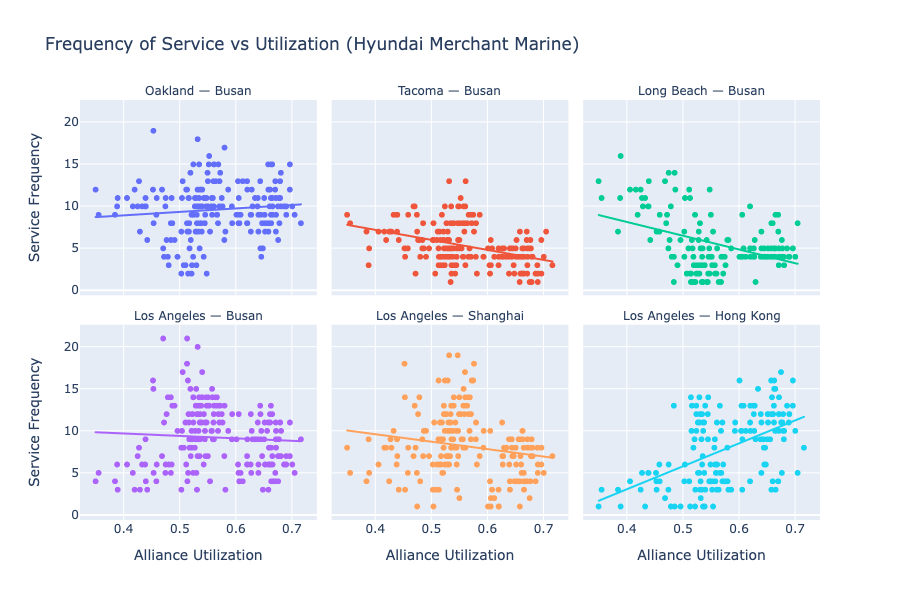 Frequency of Service vs Utilization (Hyundai Merchant Marine)
Oakland — Busan
Tacoma — Busan
Long Beach — Busan
Service Frequency
20
15
10
5
0
Los Angeles — Busan
Los Angeles — Shanghai
Los Angeles — Hong Kong
Service Frequency
20
15
10
5
0
0.4 0.5 0.6 0.7
0.4 0.5 0.6 0.7
0.4 0.5 0.6 0.7
Alliance Utilization
Alliance Utilization
Alliance Utilization